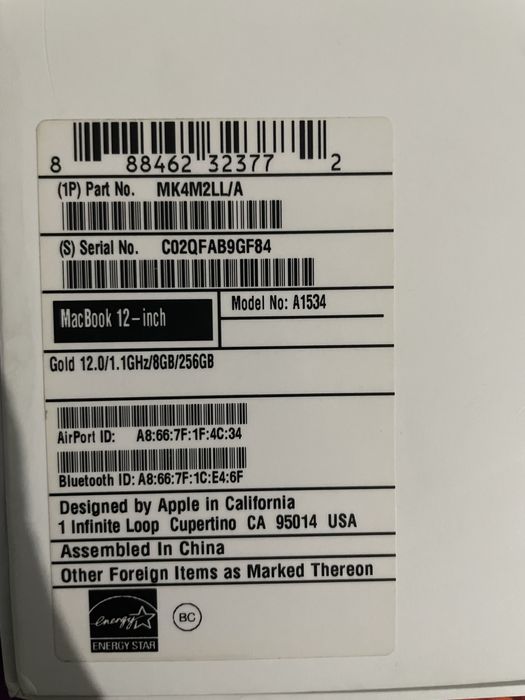 8 88462 32377 2
(1P) Part No. MK4M2LL/A
(S) Serial No. C02QFAB9GF84
MacBook 12-inch
Model No: A1534
Gold 12.0/1.1GHz/8GB/256GB
AirPort ID: A8:66:7F:1F:4C:34
Bluetooth ID: A8:66:7F:1C:E4:6F
Designed by Apple in California
1 Infinite Loop Cupertino CA 95014 USA
Assembled In China
Other Foreign Items as Marked Thereon
energy
BC
ENERGY STAR